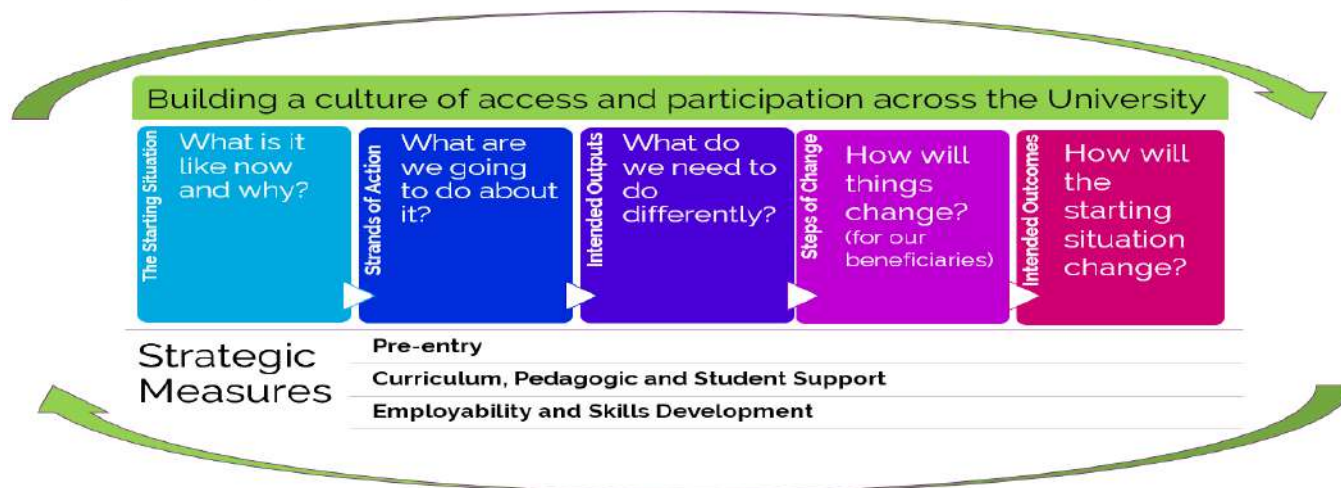 Building a culture of access and participation across the University
The Starting Situation
What is it
like now
and why?
Strands of Action
What are
we going
to do about
it?
Intended Outputs
What do
we need to
do
differently?
Steps of Change
How will
things
change?
(for our
beneficiaries)
Intended Outcomes
How will
the
starting
situation
change?
Strategic
Measures
Pre-entry
Curriculum, Pedagogic and Student Support
Employability and Skills Development